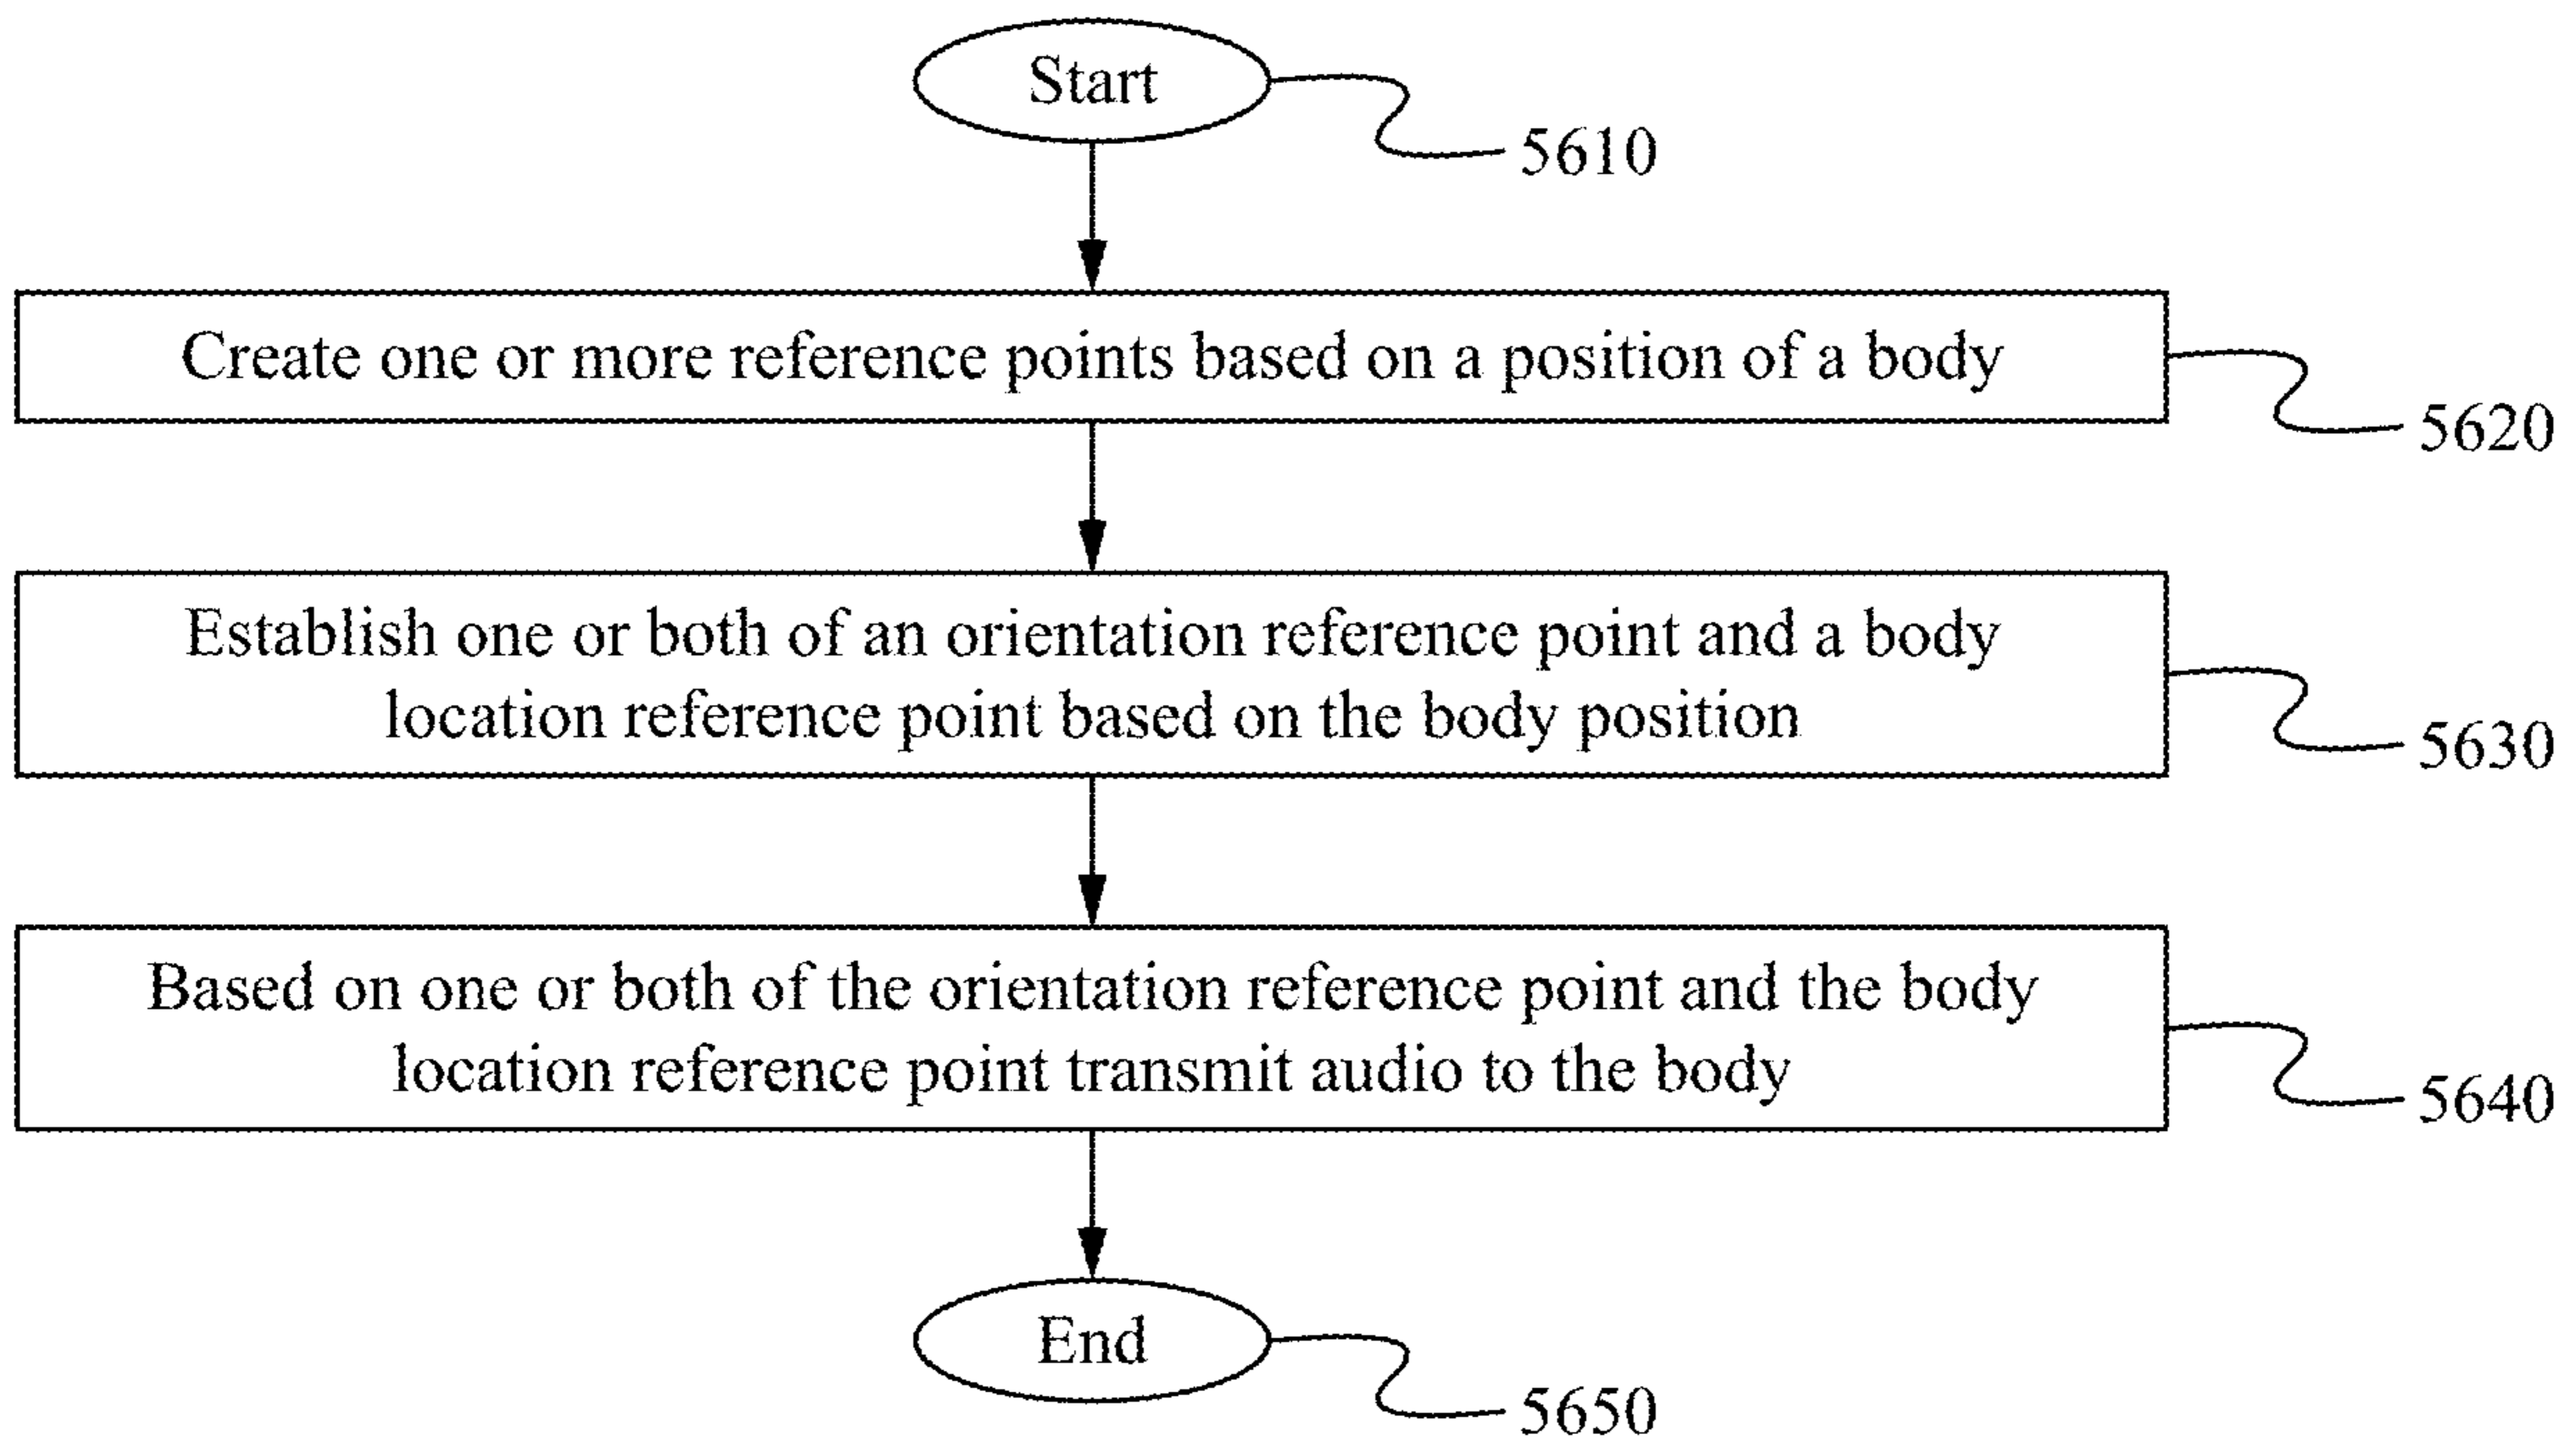 Start
5610
Create one or more reference points based on a position of a body
5620
Establish one or both of an orientation reference point and a body
location reference point based on the body position
5630
Based on one or both of the orientation reference point and the body
location reference point transmit audio to the body
5640
End
5650